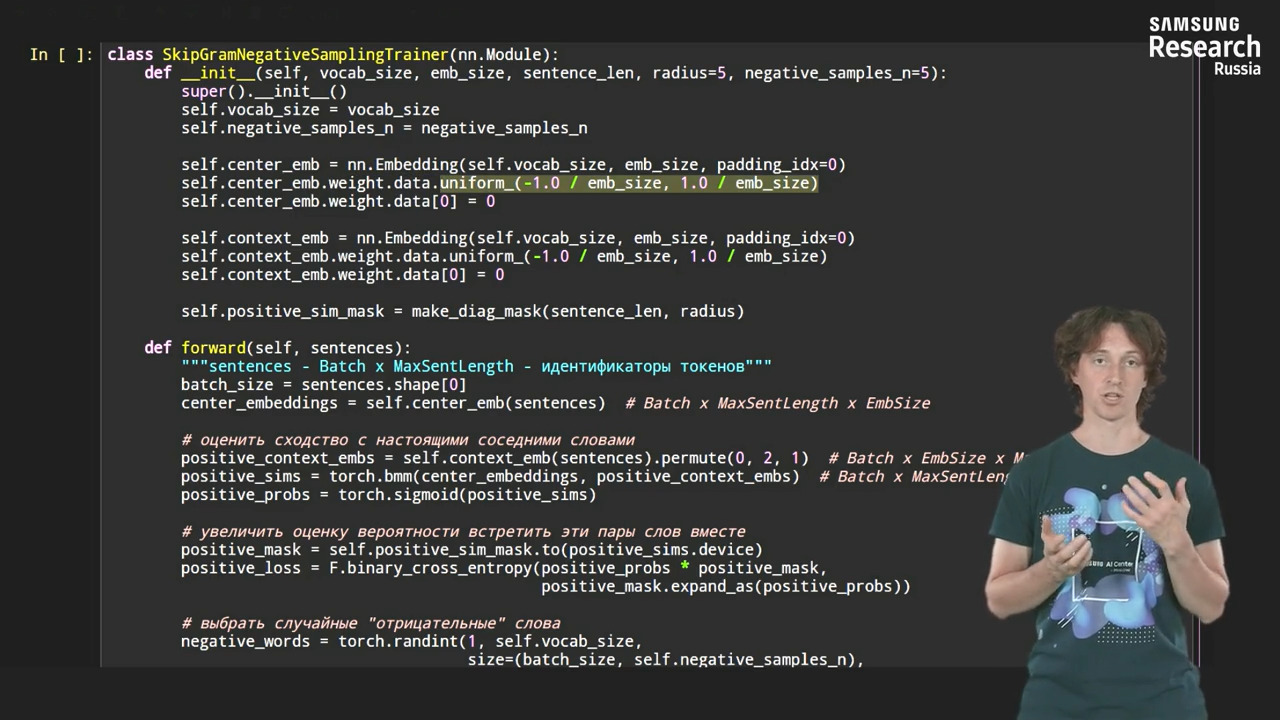 SAMSUNG
Research
Russia
In [ ]: class SkipGramNegativeSamplingTrainer(nn.Module):
def __init__(self, vocab_size, emb_size, sentence_len, radius=5, negative_samples_n=5):
super().__init__()
self.vocab_size = vocab_size
self.negative_samples_n = negative_samples_n
self.center_emb = nn.Embedding(self.vocab_size, emb_size, padding_idx=0)
self.center_emb.weight.data.uniform_(-1.0 / emb_size, 1.0 / emb_size)
self.center_emb.weight.data[0] = 0
self.context_emb = nn.Embedding(self.vocab_size, emb_size, padding_idx=0)
self.context_emb.weight.data.uniform_(-1.0 / emb_size, 1.0 / emb_size)
self.context_emb.weight.data[0] = 0
self.positive_sim_mask = make_diag_mask(sentence_len, radius)
def forward(self, sentences):
"""sentences - Batch x MaxSentLength - идентификаторы токенов"""
batch_size = sentences.shape[0]
center_embeddings = self.center_emb(sentences)  # Batch x MaxSentLength x EmbSize
# оценить сходство с настоящими соседними словами
positive_context_embs = self.context_emb(sentences).permute(0, 2, 1)  # Batch x EmbSize x
positive_sims = torch.bmm(center_embeddings, positive_context_embs)  # Batch x
positive_probs = torch.sigmoid(positive_sims)
# увеличить оценку вероятности встретить эти пары слов вместе
positive_mask = self.positive_sim_mask.to(positive_sims.device)
positive_loss = F.binary_cross_entropy(positive_probs * positive_mask,
positive_mask.expand_as(positive_probs))
# выбрать случайные "отрицательные" слова
negative_words = torch.randint(1, self.vocab_size,
size=(batch_size, self.negative_samples_n),
AI Center